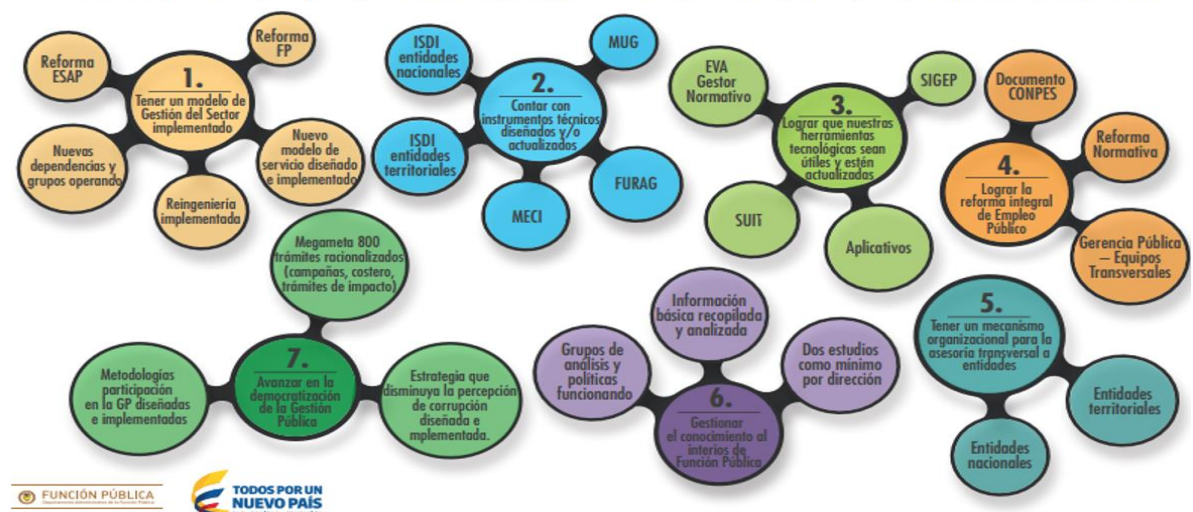 Reforma
ESAP
Reforma
FP
1.
Tener un modelo de
Gestión del Sector
implementado
Nuevas
dependencias y
grupos operando
Reingeniería
implementada
Nuevo
modelo de
servicio diseñado
e implementado
ISDI
entidades
nacionales
MUG
2.
Contar con
instrumentos técnicos
diseñados y/o
actualizados
ISDI
entidades
territoriales
MECI
FURAG
EVA
Gestor
Normativo
SIGEP
3.
Lograr que nuestras
herramientas
tecnológicas sean
útiles y estén
actualizadas
SUIT
Aplicativos
Documento
CONPES
Reforma
Normativa
4.
Lograr la
reforma integral
de Empleo
Público
Gerencia Pública
– Equipos
Transversales
5.
Tener un mecanismo
organizacional para la
asesoría transversal a
entidades
Entidades
territoriales
Entidades
nacionales
Información
básica recopilada
y analizada
Grupos de
análisis y
políticas
funcionando
Dos estudios
como mínimo
por dirección
6.
Gestionar
el conocimiento al
interios de
Función Pública
Megameta 800
trámites racionalizados
(campañas, costero,
trámites de impacto)
7.
Avanzar en la
democratización
de la Gestión
Pública
Metodologías
participación
en la GP diseñadas
e implementadas
Estrategia que
disminuya la percepción
de corrupción
diseñada e
mplementada.
FUNCIÓN PÚBLICA
TODOS POR UN
NUEVO PAÍS